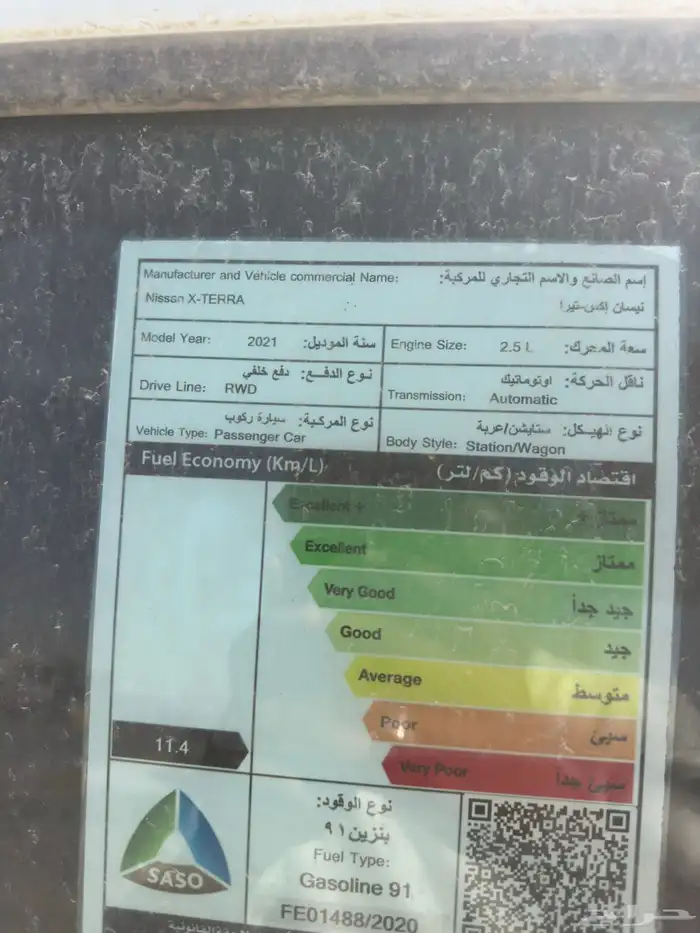 Manufacturer and Vehicle commercial Name: إسم الصانع والاسم التجاري للمركبة:
Nissan X-TERRA نيسان إكس-تيرا
Model Year: 2021 سنة الموديل:
Engine Size: 2.5 L سعة المحرك:
Drive Line: RWD نوع الدفع: دفع خلفي
Transmission: Automatic ناقل الحركة: اوتوماتيك
Vehicle Type: Passenger Car نوع المركبة: سيارة ركوب
Body Style: Station/Wagon نوع الهيكل: ستايشن/عربة
Fuel Economy (Km/L) اقتصاد الوقود (كم/لتر)
Excellent + ممتاز +
Excellent ممتاز
Very Good جيد جداً
Good جيد
Average متوسط
Poor سيئ
Very Poor سيئ جداً
11.4
SASO
نوع الوقود:
بنزين ٩١
Fuel Type:
Gasoline 91
FE01488/2020
حراج